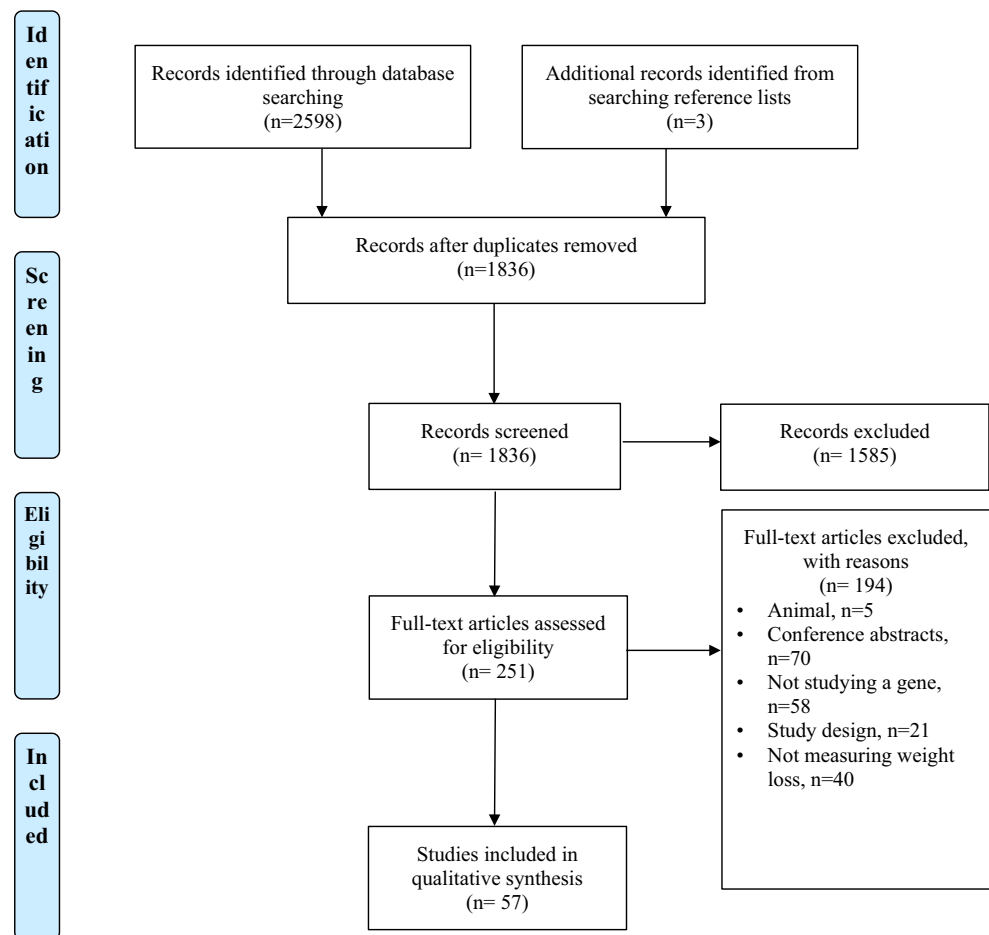 Id
en
tif
ic
ati
on
Records identified through database
searching
(n=2598)
Additional records identified from
searching reference lists
(n=3)
Records after duplicates removed
(n=1836)
Sc
re
en
in
g
Records screened
(n= 1836)
Records excluded
(n= 1585)
Eli
gi
bil
ity
Full-text articles assessed
for eligibility
(n= 251)
Full-text articles excluded,
with reasons
(n= 194)
• Animal, n=5
• Conference abstracts,
n=70
• Not studying a gene,
n=58
• Study design, n=21
• Not measuring weight
loss, n=40
In
cl
ud
ed
Studies included in
qualitative synthesis
(n= 57)